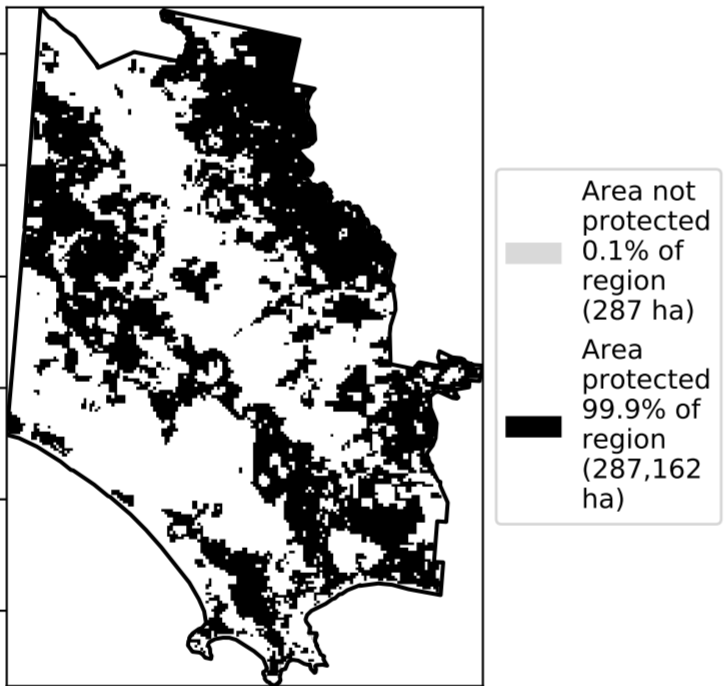 Area not
protected
0.1% of
region
(287 ha)
Area
protected
99.9% of
region
(287,162
ha)